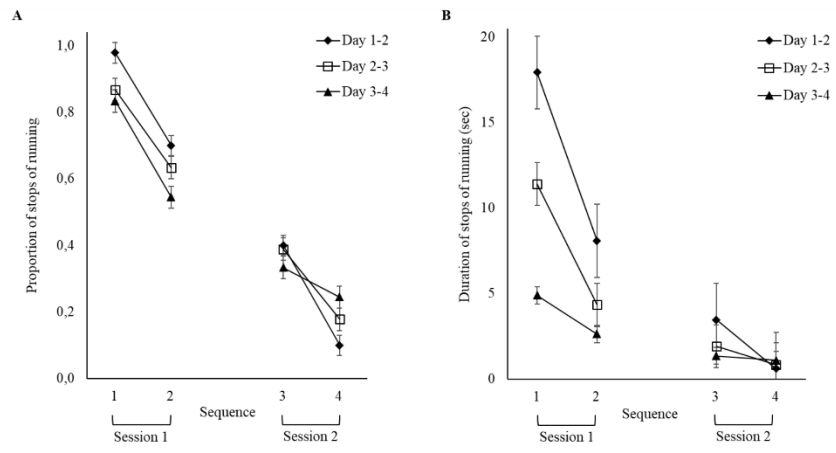 A
Proportion of stops of running
1,0
0,8
0,6
0,4
0,2
0,0
Day 1-2
Day 2-3
Day 3-4
1 2 3 4
Sequence
Session 1 Session 2
B
Duration of stops of running (sec)
20
15
10
5
0
Day 1-2
Day 2-3
Day 3-4
1 2 3 4
Sequence
Session 1 Session 2